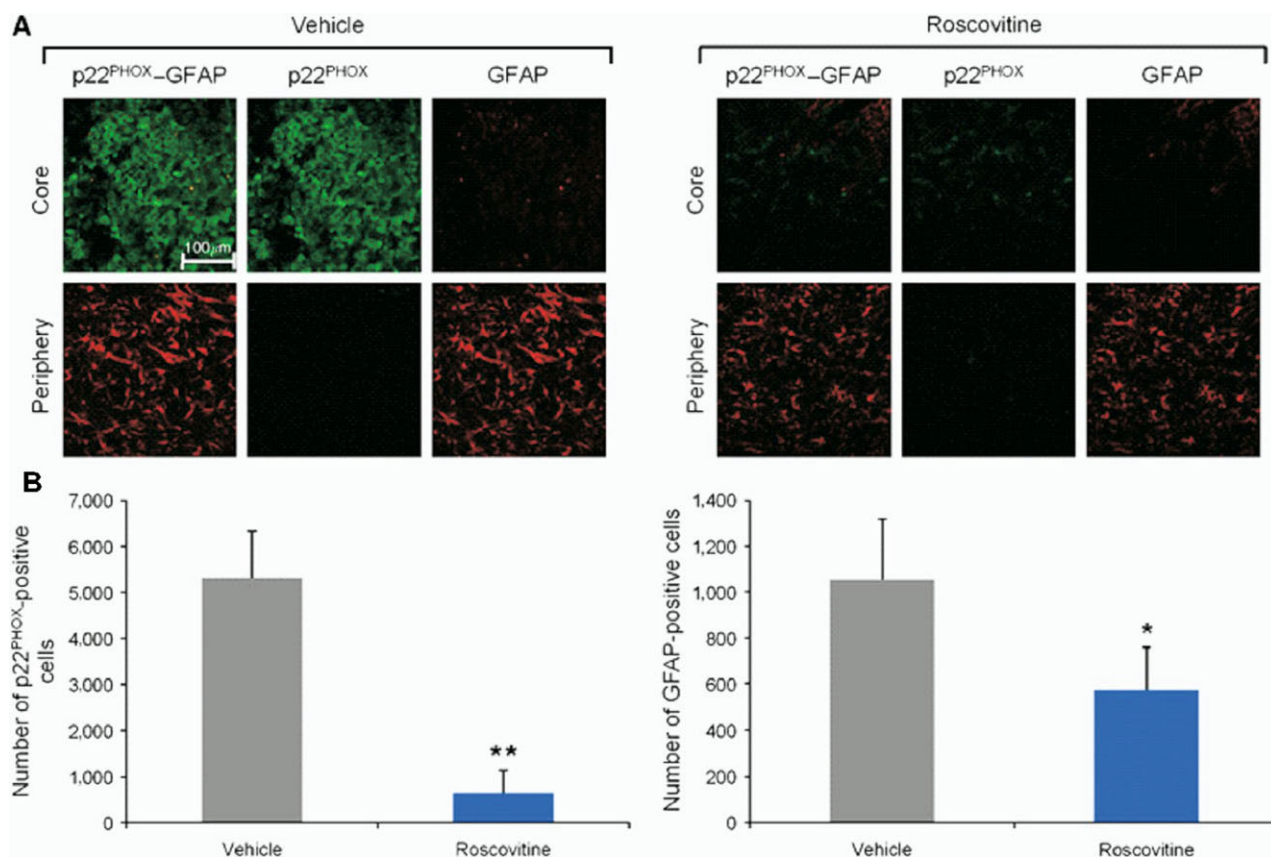 A
Vehicle
Roscovitine
p22PHOX–GFAP p22PHOX GFAP
p22PHOX–GFAP p22PHOX GFAP
Core
100μm
Core
Periphery
Periphery
B
Number of p22PHOX-positive
cells
7,000
6,000
5,000
4,000
3,000
2,000
1,000
0
**
Vehicle
Roscovitine
Number of GFAP-positive cells
1,400
1,200
1,000
800
600
400
200
0
*
Vehicle
Roscovitine